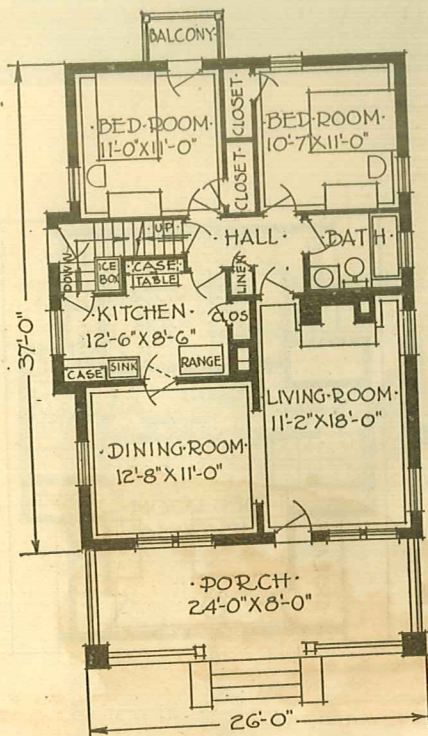 BALCONY
·BED·ROOM·
11'-0"X11'-0"
CLOSET
CLOSET
·BED·ROOM·
10'-7"X11'-0"
UP
DOWN
ICE
BOX
CASE
TABLE
·HALL·
·BATH·
LINEN
·KITCHEN·
12'-6"X8'-6"
CLOS
CASE
SINK
RANGE
37'-0"
·LIVING·ROOM·
11'-2"X18'-0"
·DINING·ROOM·
12'-8"X11'-0"
·PORCH·
24'-0"X8'-0"
26'-0"